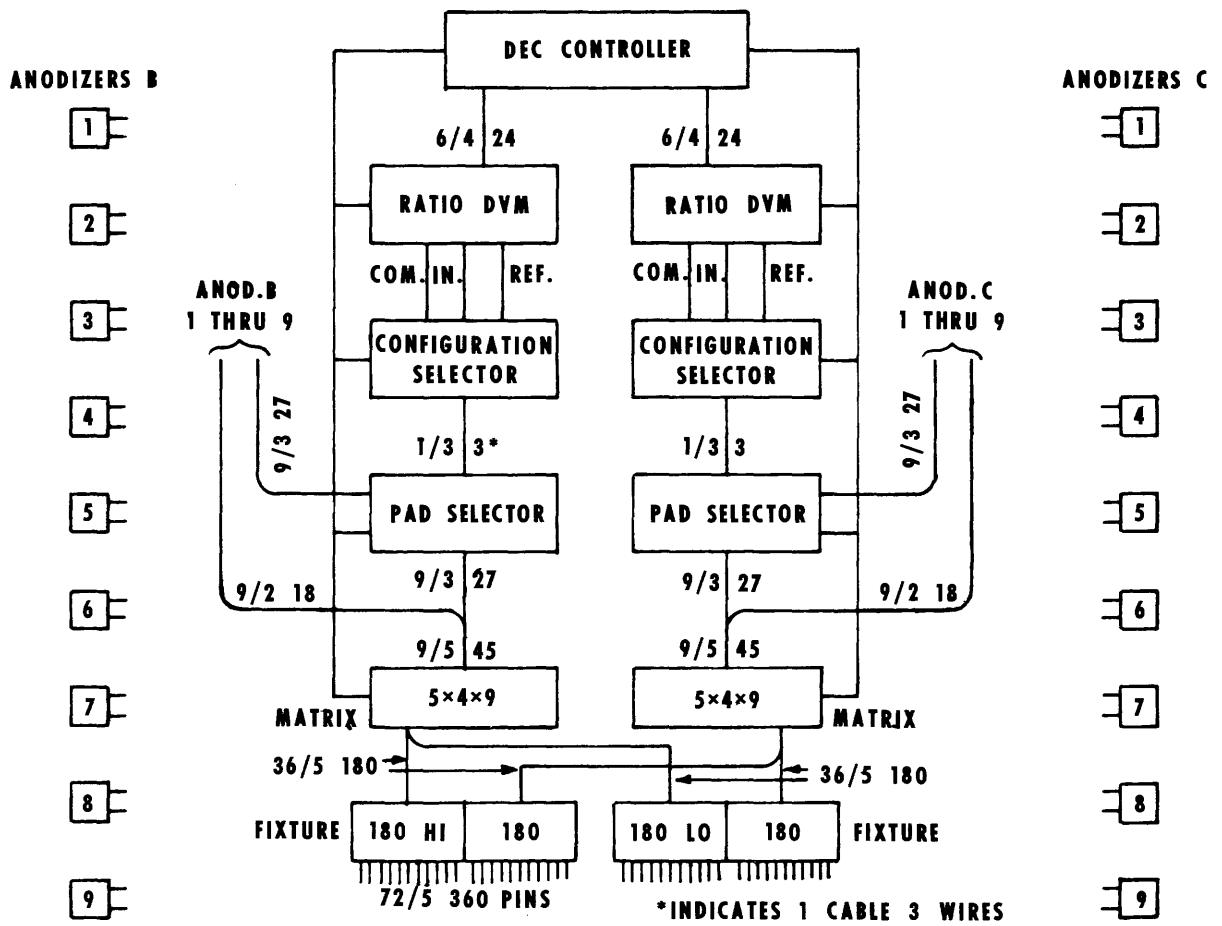 DEC CONTROLLER
ANODIZERS B
ANODIZERS C
1
1
6/4 24
6/4 24
RATIO DVM
RATIO DVM
2
2
COM. IN. REF.
COM. IN. REF.
ANOD.B
1 THRU 9
ANOD.C
1 THRU 9
3
3
CONFIGURATION
SELECTOR
CONFIGURATION
SELECTOR
4
4
9/3 27
9/3 27
1/3 3*
1/3 3
5
5
PAD SELECTOR
PAD SELECTOR
9/3 27
9/3 27
9/2 18
9/2 18
6
6
9/5 45
9/5 45
7
7
5×4×9
5×4×9
MATRIX
MATRIX
36/5 180
36/5 180
8
8
FIXTURE
180 HI
180
180 LO
180
FIXTURE
72/5 360 PINS
9
9
*INDICATES 1 CABLE 3 WIRES